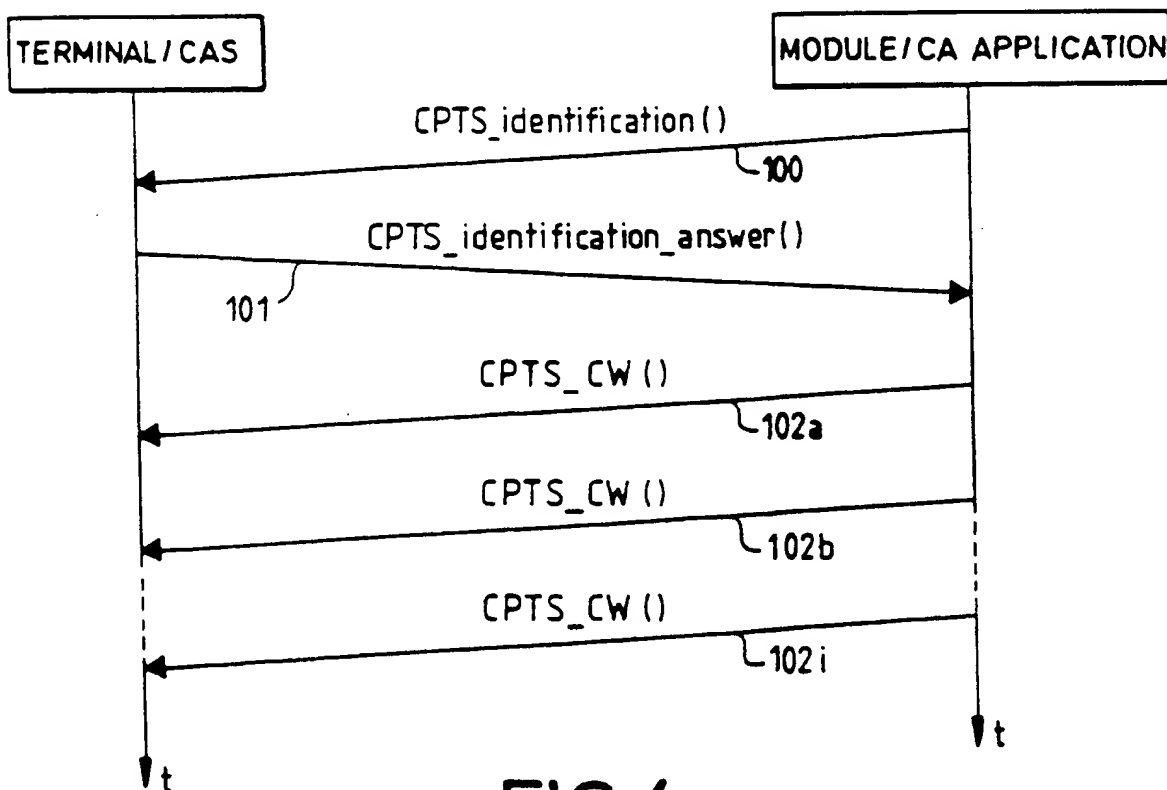 TERMINAL/CAS
MODULE/CA APPLICATION
CPTS_identification()
100
CPTS_identification_answer()
101
CPTS_CW()
102a
CPTS_CW()
102b
CPTS_CW()
102i
t
t